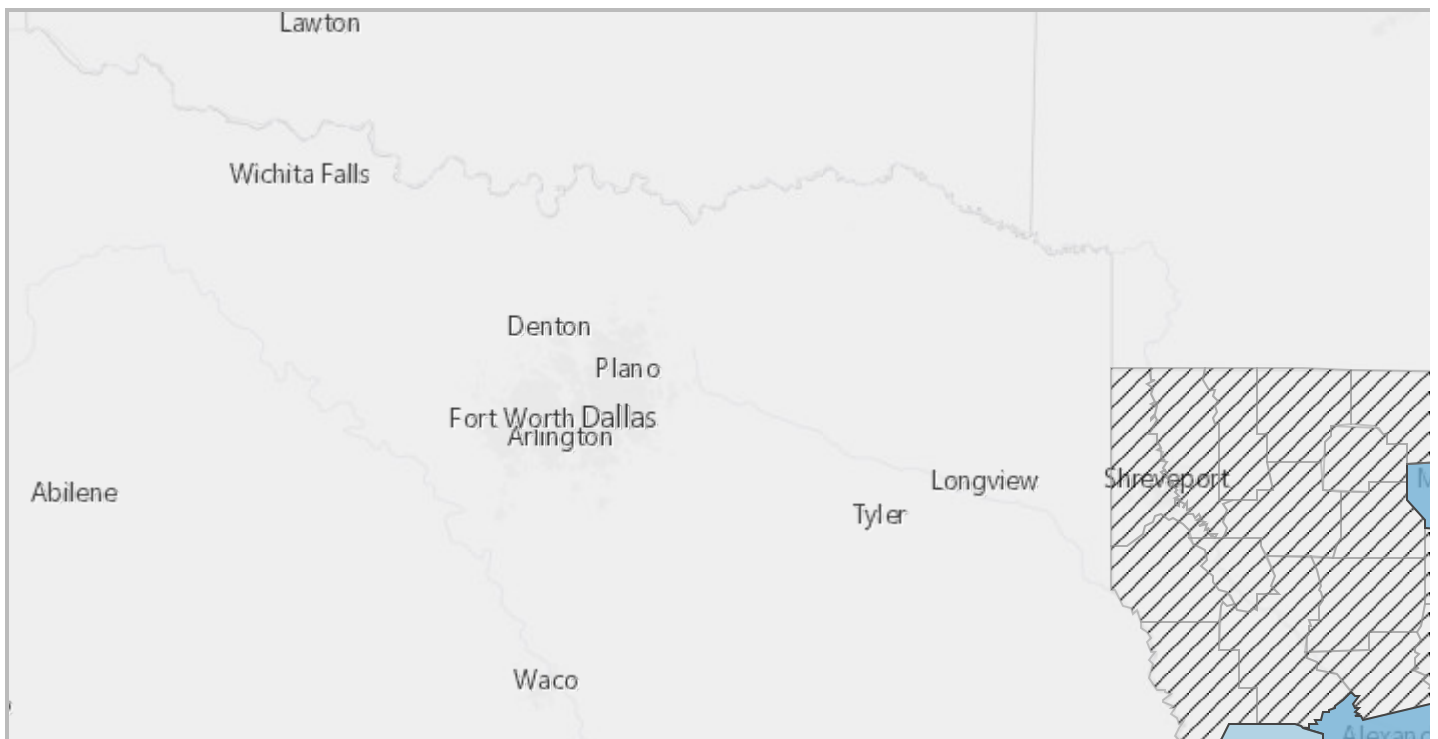 Lawton
Wichita Falls
Denton
Plano
Fort Worth Dallas
Arlington
Shreveport
Longview
Abilene
Tyler
Waco